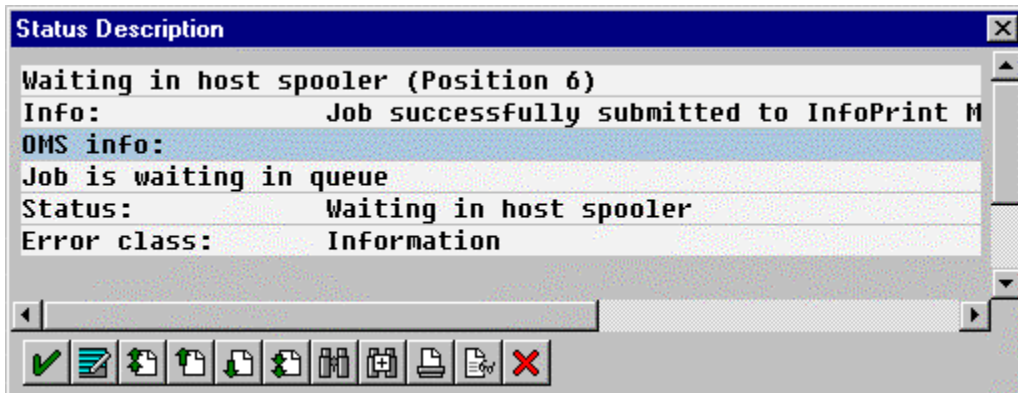 Status Description
Waiting in host spooler (Position 6)
Info: Job successfully submitted to InfoPrint M
OMS info:
Job is waiting in queue
Status: Waiting in host spooler
Error class: Information